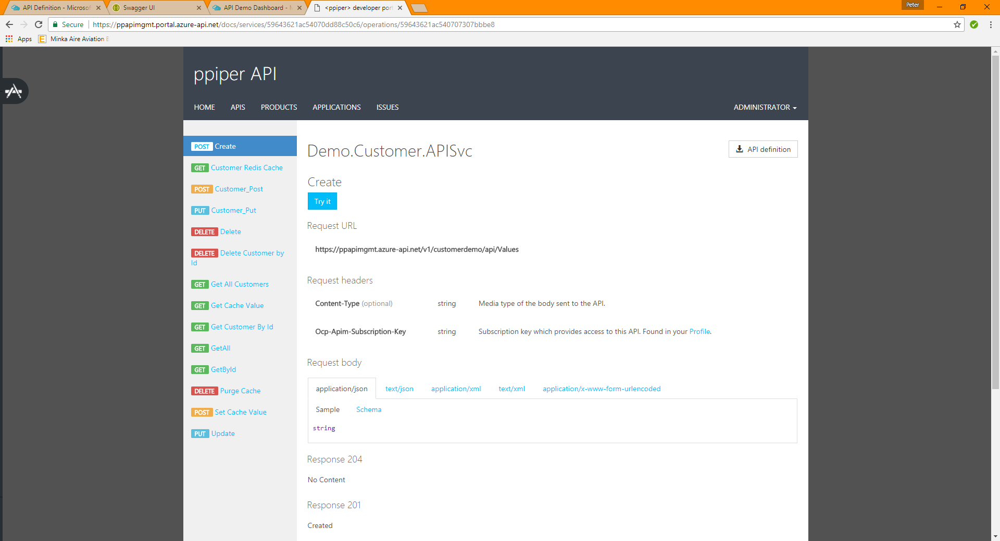 API Definition - Microsof
Swagger UI
API Demo Dashboard - M
<ppiper> developer port
Peter
Secure
https://ppapimgmt.portal.azure-api.net/docs/services/59643621ac54070dd88c50c6/operations/59643621ac540707307bbbe8
Apps
Minka Aire Aviation
ppiper API
HOME
APIS
PRODUCTS
APPLICATIONS
ISSUES
ADMINISTRATOR
POST Create
GET Customer Redis Cache
POST Customer_Post
PUT Customer_Put
DELETE Delete
DELETE Delete Customer by
Id
GET Get All Customers
GET Get Cache Value
GET Get Customer By Id
GET GetAll
GET GetById
DELETE Purge Cache
POST Set Cache Value
PUT Update
Demo.Customer.APISvc
API definition
Create
Try it
Request URL
https://ppapimgmt.azure-api.net/v1/customerdemo/api/Values
Request headers
Content-Type (optional) string Media type of the body sent to the API.
Ocp-Apim-Subscription-Key string Subscription key which provides access to this API. Found in your Profile.
Request body
application/json text/json application/xml text/xml application/x-www-form-urlencoded
Sample Schema
string
Response 204
No Content
Response 201
Created